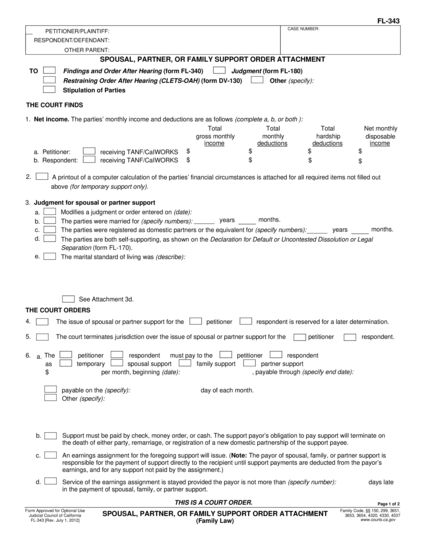 FL-343
CASE NUMBER:
PETITIONER/PLAINTIFF:
RESPONDENT/DEFENDANT:
OTHER PARENT:
SPOUSAL, PARTNER, OR FAMILY SUPPORT ORDER ATTACHMENT
TO Findings and Order After Hearing (form FL-340) Judgment (form FL-180)
Restraining Order After Hearing (CLETS-OAH) (form DV-130) Other (specify):
Stipulation of Parties
THE COURT FINDS
1. Net income. The parties' monthly income and deductions are as follows (complete a, b, or both ):
Total Total Total Net monthly
gross monthly monthly hardship disposable
income deductions deductions income
a. Petitioner: receiving TANF/CalWORKS $ $ $ $
b. Respondent: receiving TANF/CalWORKS $ $ $ $
2. A printout of a computer calculation of the parties' financial circumstances is attached for all required items not filled out
above (for temporary support only).
3. Judgment for spousal or partner support
a. Modifies a judgment or order entered on (date):
b. The parties were married for (specify numbers): ______ years _____ months.
c. The parties were registered as domestic partners or the equivalent for (specify numbers): ______ years _____ months.
d. The parties are both self-supporting, as shown on the Declaration for Default or Uncontested Dissolution or Legal
Separation (form FL-170).
e. The marital standard of living was (describe):
See Attachment 3d.
THE COURT ORDERS
4. The issue of spousal or partner support for the petitioner respondent is reserved for a later determination.
5. The court terminates jurisdiction over the issue of spousal or partner support for the petitioner respondent.
6. a. The petitioner respondent must pay to the petitioner respondent
as temporary spousal support family support partner support
$ per month, beginning (date): , payable through (specify end date):
payable on the (specify): day of each month.
Other (specify):
b. Support must be paid by check, money order, or cash. The support payor's obligation to pay support will terminate on
the death of either party, remarriage, or registration of a new domestic partnership of the support payee.
c. An earnings assignment for the foregoing support will issue. (Note: The payor of spousal, family, or partner support is
responsible for the payment of support directly to the recipient until support payments are deducted from the payor's
earnings, and for any support not paid by the assignment.)
d. Service of the earnings assignment is stayed provided the payor is not more than (specify number): days late
in the payment of spousal, family, or partner support.
THIS IS A COURT ORDER.
Page 1 of 2
Form Approved for Optional Use
Judicial Council of California
FL-343 [Rev. July 1, 2012]
SPOUSAL, PARTNER, OR FAMILY SUPPORT ORDER ATTACHMENT
(Family Law)
Family Code, §§ 150, 299, 3651,
3653, 3654, 4320, 4330, 4337
www.courts.ca.gov